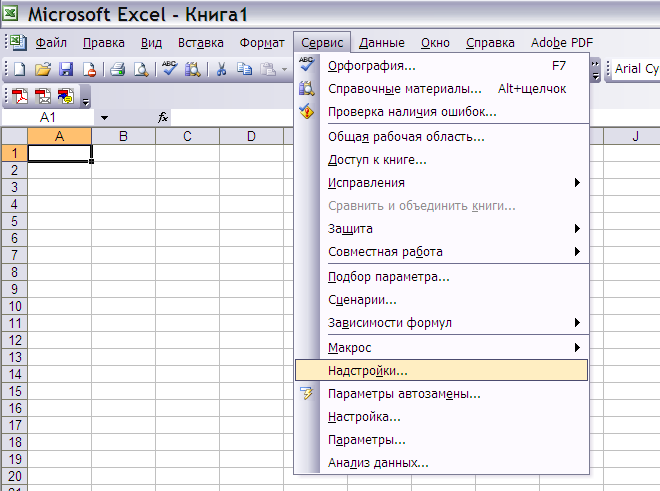 Microsoft Excel - Книга1
Файл Правка Вид Вставка Формат Сервис Данные Окно Справка Adobe PDF
Arial Cy
A1 fx
A B C D J
1
2
3
4
5
6
7
8
9
10
11
12
13
14
15
16
17
18
19
20
Орфография... F7
Справочные материалы... Alt+щелчок
Проверка наличия ошибок...
Общая рабочая область...
Доступ к книге...
Исправления
Сравнить и объединить книги...
Защита
Совместная работа
Подбор параметра...
Сценарии...
Зависимости формул
Макрос
Надстройки...
Параметры автозамены...
Настройка...
Параметры...
Анализ данных...